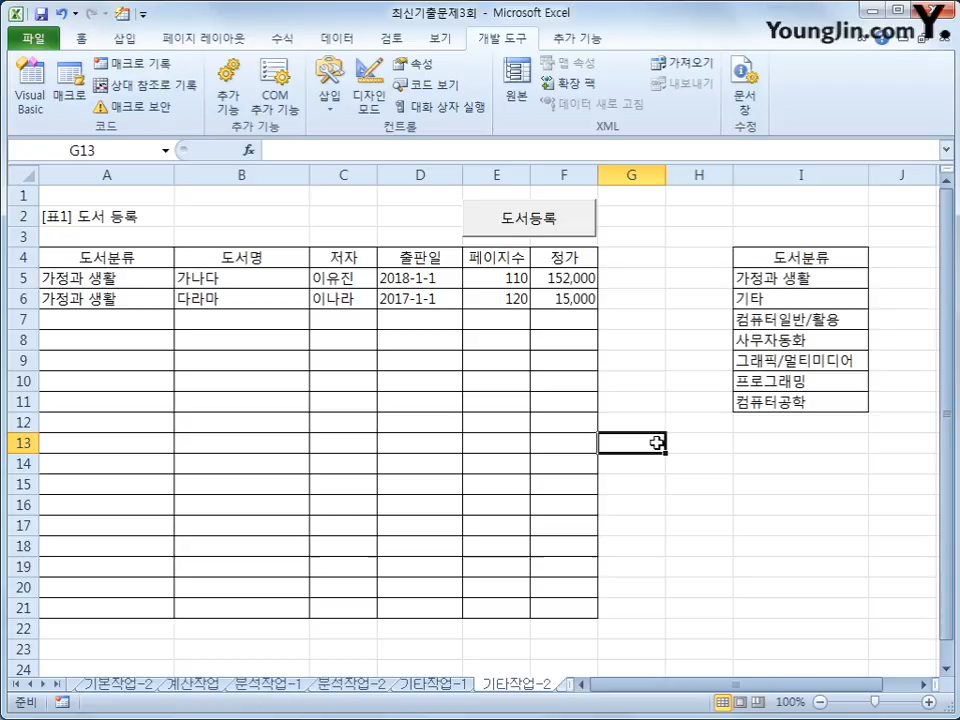 최신기출문제3회 - Microsoft Excel
Younglin.com Y.
파일 홈 삽입 페이지 레이아웃 수식 데이터 검토 보기 개발 도구 추가 기능
Visual Basic
매크로
매크로 기록
상대 참조로 기록
매크로 보안
코드
추가 기능
COM 추가 기능
추가 기능
삽입
디자인 모드
속성
코드 보기
대화 상자 실행
컨트롤
원본
맵 속성
확장 팩
데이터 새로 고침
가져오기
내보내기
XML
문서 창
수정
G13 fx
A B C D E F G H I J
1
2 [표1] 도서 등록 도서등록
3
4 도서분류 도서명 저자 출판일 페이지수 정가 도서분류
5 가정과 생활 가나다 이유진 2018-1-1 110 152,000 가정과 생활
6 가정과 생활 다라마 이나라 2017-1-1 120 15,000 기타
7 컴퓨터일반/활용
8 사무자동화
9 그래픽/멀티미디어
10 프로그래밍
11 컴퓨터공학
12
13
14
15
16
17
18
19
20
21
22
23
24
기본작업-2 계산작업 분석작업-1 분석작업-2 기타작업-1 기타작업-2
준비 100%